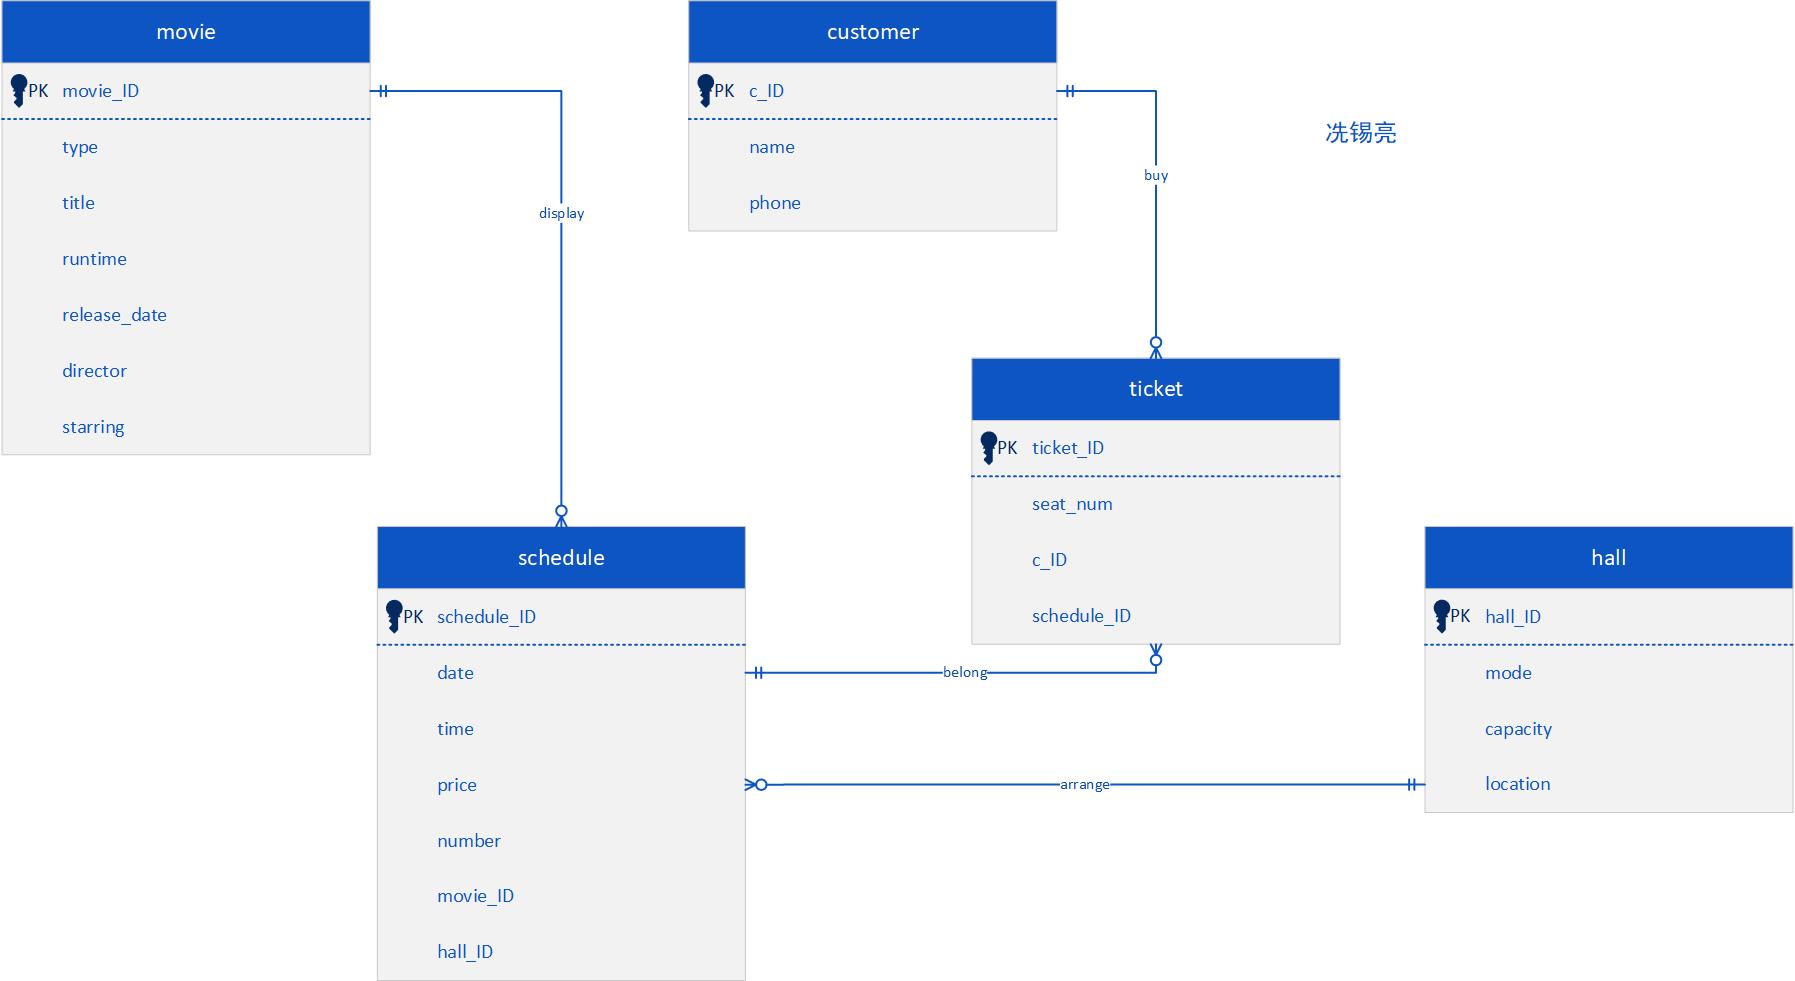 movie
PK movie_ID
type
title
runtime
release_date
director
starring
display
customer
PK c_ID
name
phone
buy
冼锡亮
ticket
PK ticket_ID
seat_num
c_ID
schedule_ID
schedule
PK schedule_ID
date
time
price
number
movie_ID
hall_ID
belong
arrange
hall
PK hall_ID
mode
capacity
location